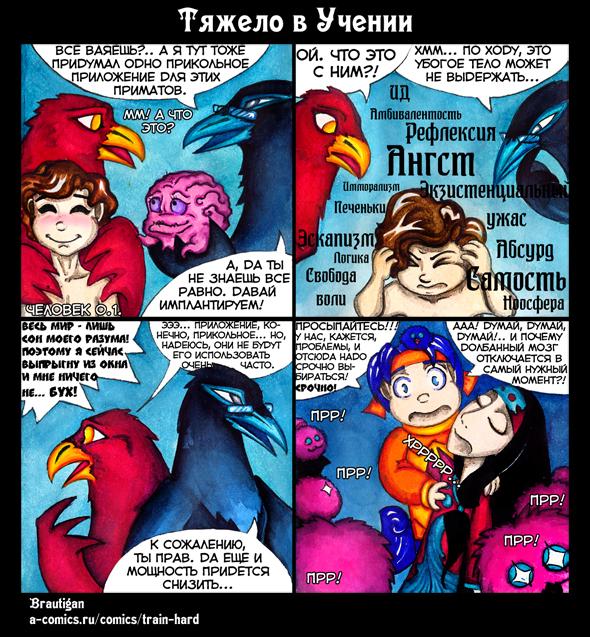 Тяжело в Учении
ВСЁ ВАЯЕШЬ?.. А Я ТУТ ТОЖЕ
ПРИДУМАЛ ОДНО ПРИКОЛЬНОЕ
ПРИЛОЖЕНИЕ ДЛЯ ЭТИХ
ПРИМАТОВ.
ММ! А ЧТО
ЭТО?
А, ДА ТЫ
НЕ ЗНАЕШЬ ВСЕ
РАВНО. ДАВАЙ
ИМПЛАНТИРУЕМ!
ЧЕЛОВЕК 0.1.
ОЙ. ЧТО ЭТО
С НИМ?!
ХММ... ПО ХОДУ, ЭТО
УБОГОЕ ТЕЛО МОЖЕТ
НЕ ВЫДЕРЖАТЬ...
ИД
Амбивалентность
Рефлексия
Ангст
Имморализм
Экзистенциальный
Печеньки
ужас
Эскапизм
Логика
Абсурд
Свобода
воли
Самость
Ноосфера
ВЕСЬ МИР - ЛИШЬ
СОН МОЕГО РАЗУМА!
ПОЭТОМУ Я СЕЙЧАС
ВЫПРЫГНУ ИЗ ОКНА
И МНЕ НИЧЕГО
НЕ... БУХ!
ЭЭЭ... ПРИЛОЖЕНИЕ, КО-
НЕЧНО, ПРИКОЛЬНОЕ... НО,
НАДЕЮСЬ, ОНИ НЕ БУДУТ
ЕГО ИСПОЛЬЗОВАТЬ
ОЧЕНЬ ЧАСТО.
К СОЖАЛЕНИЮ,
ТЫ ПРАВ. ДА ЕЩЕ И
МОЩНОСТЬ ПРИДЕТСЯ
СНИЗИТЬ...
ПРОСЫПАЙТЕСЬ!!!
У НАС, КАЖЕТСЯ,
ПРОБЛЕМЫ, И
ОТСЮДА НАДО
СРОЧНО ВЫ-
БИРАТЬСЯ!
СРОЧНО!
ААА! ДУМАЙ, ДУМАЙ,
ДУМАЙ!.. И ПОЧЕМУ
ДОЛБАННЫЙ МОЗГ
ОТКЛЮЧАЕТСЯ В
САМЫЙ НУЖНЫЙ
МОМЕНТ?!
ПРР!
ХРРРРР...
ПРР!
ПРР!
ПРР!
ПРР!
Brautigan
a-comics.ru/comics/train-hard